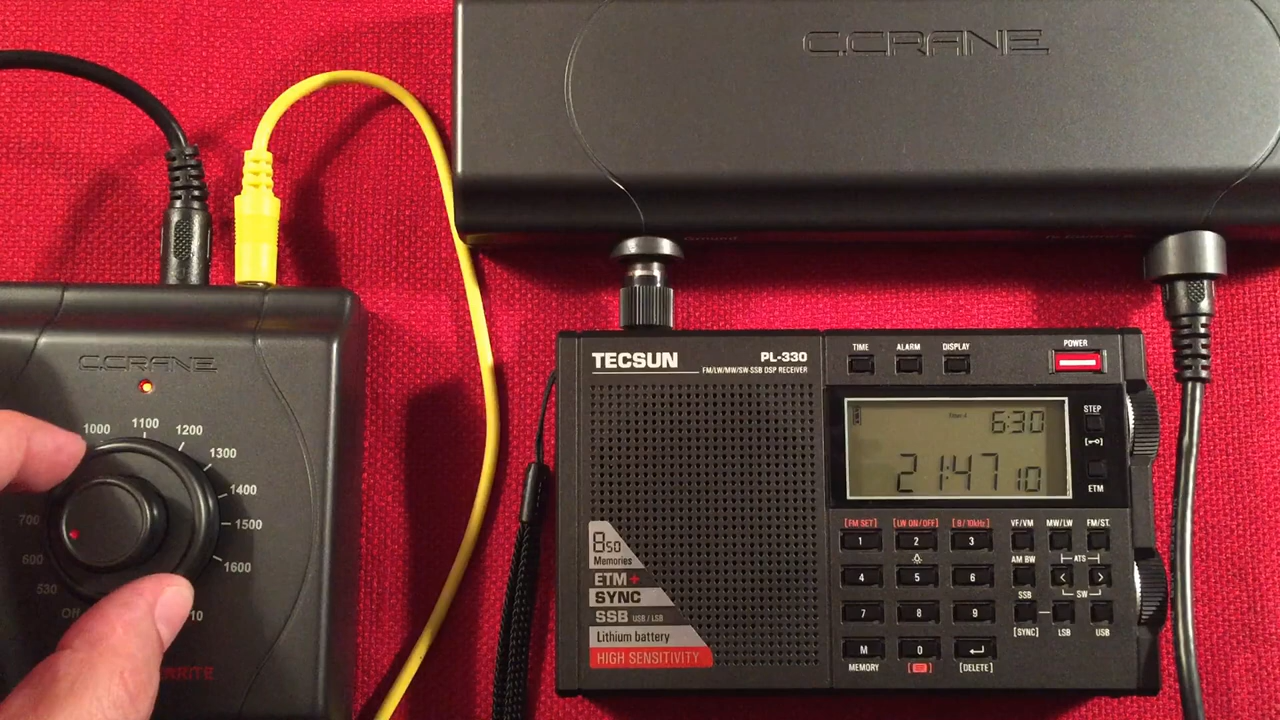 C.CRANE
C.CRANE
1000
1100
1200
1300
1400
1500
1600
700
600
530
10
TECSUN
PL-330
FM/LW/MW/SW-SSB DSP RECEIVER
850
Memories
ETM+
SYNC
SSB USB / LSB
Lithium battery
HIGH SENSITIVITY
TIME
ALARM
DISPLAY
POWER
6:30
21:47 10
STEP
ETM
[FM SET]
[LW ON/OFF]
[9/10kHz]
VF/VM
MW/LW
FM/ST.
1
2
3
AM BW
ATS
4
5
6
<
>
SSB
SW
7
8
9
[SYNC]
LSB
USB
M
0
MEMORY
[DELETE]